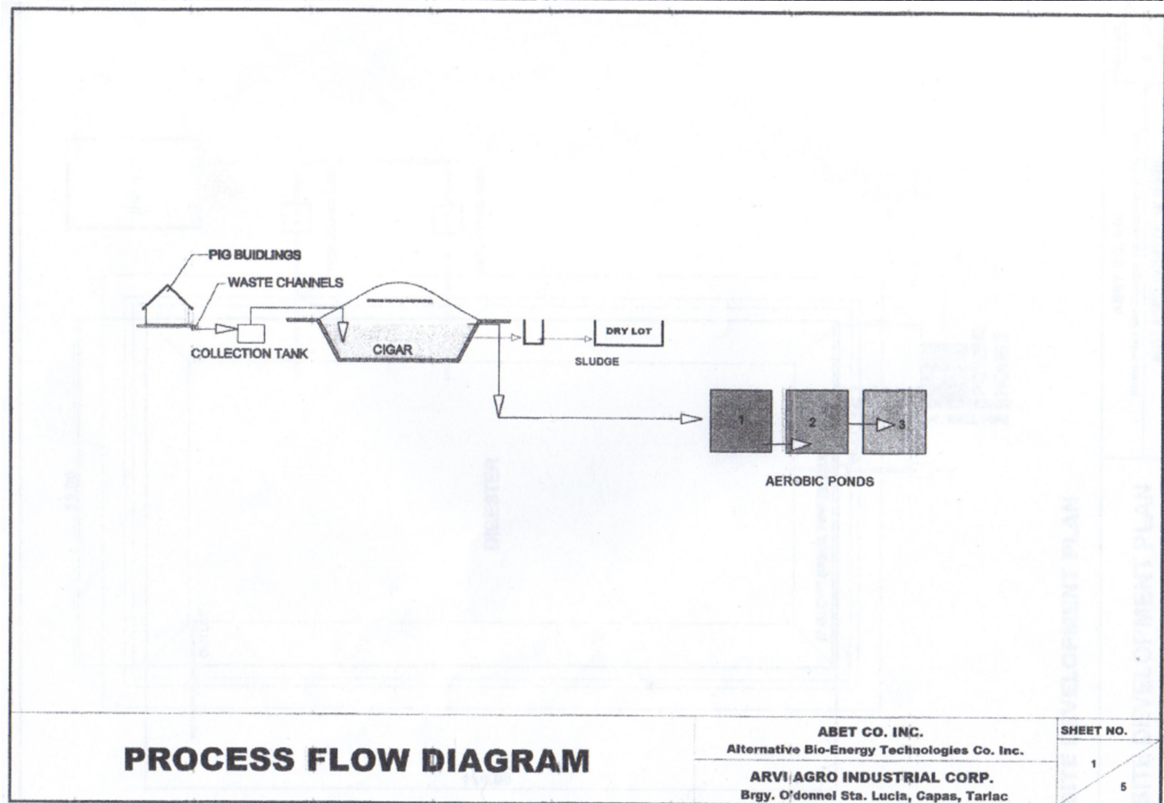 PIG BUIDLINGS
WASTE CHANNELS
COLLECTION TANK
CIGAR
DRY LOT
SLUDGE
1
2
3
AEROBIC PONDS
PROCESS FLOW DIAGRAM
ABET CO. INC.
Alternative Bio-Energy Technologies Co. Inc.
ARVI AGRO INDUSTRIAL CORP.
Brgy. O'donnel Sta. Lucia, Capas, Tarlac
SHEET NO.
1
5